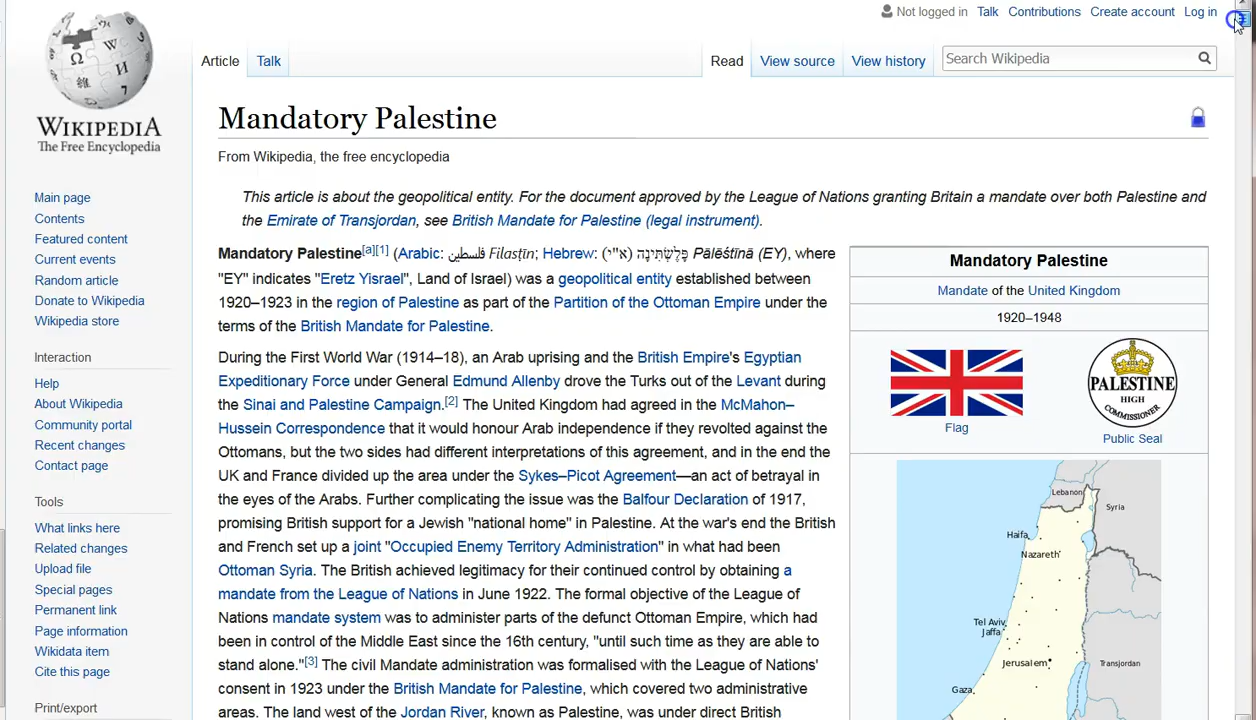 Not logged in Talk Contributions Create account Log in
Article Talk Read View source View history Search Wikipedia
WIKIPEDIA
The Free Encyclopedia
Main page
Contents
Featured content
Current events
Random article
Donate to Wikipedia
Wikipedia store
Interaction
Help
About Wikipedia
Community portal
Recent changes
Contact page
Tools
What links here
Related changes
Upload file
Special pages
Permanent link
Page information
Wikidata item
Cite this page
Print/export
Mandatory Palestine
From Wikipedia, the free encyclopedia
This article is about the geopolitical entity. For the document approved by the League of Nations granting Britain a mandate over both Palestine and
the Emirate of Transjordan, see British Mandate for Palestine (legal instrument).
Mandatory Palestine[a][1] (Arabic: فلسطين Filasṭīn; Hebrew: פָּלֶשְׂתִּינָה (א"י) Pālēśtīnā (EY), where
"EY" indicates "Eretz Yisrael", Land of Israel) was a geopolitical entity established between
1920–1923 in the region of Palestine as part of the Partition of the Ottoman Empire under the
terms of the British Mandate for Palestine.
During the First World War (1914–18), an Arab uprising and the British Empire's Egyptian
Expeditionary Force under General Edmund Allenby drove the Turks out of the Levant during
the Sinai and Palestine Campaign.[2] The United Kingdom had agreed in the McMahon–
Hussein Correspondence that it would honour Arab independence if they revolted against the
Ottomans, but the two sides had different interpretations of this agreement, and in the end the
UK and France divided up the area under the Sykes–Picot Agreement—an act of betrayal in
the eyes of the Arabs. Further complicating the issue was the Balfour Declaration of 1917,
promising British support for a Jewish "national home" in Palestine. At the war's end the British
and French set up a joint "Occupied Enemy Territory Administration" in what had been
Ottoman Syria. The British achieved legitimacy for their continued control by obtaining a
mandate from the League of Nations in June 1922. The formal objective of the League of
Nations mandate system was to administer parts of the defunct Ottoman Empire, which had
been in control of the Middle East since the 16th century, "until such time as they are able to
stand alone."[3] The civil Mandate administration was formalised with the League of Nations'
consent in 1923 under the British Mandate for Palestine, which covered two administrative
areas. The land west of the Jordan River, known as Palestine, was under direct British
Mandatory Palestine
Mandate of the United Kingdom
1920–1948
PALESTINE
HIGH
COMMISSIONER
Flag
Public Seal
Lebanon
Syria
Haifa
Nazareth
Tel Aviv
Jaffa
Jerusalem
Transjordan
Gaza